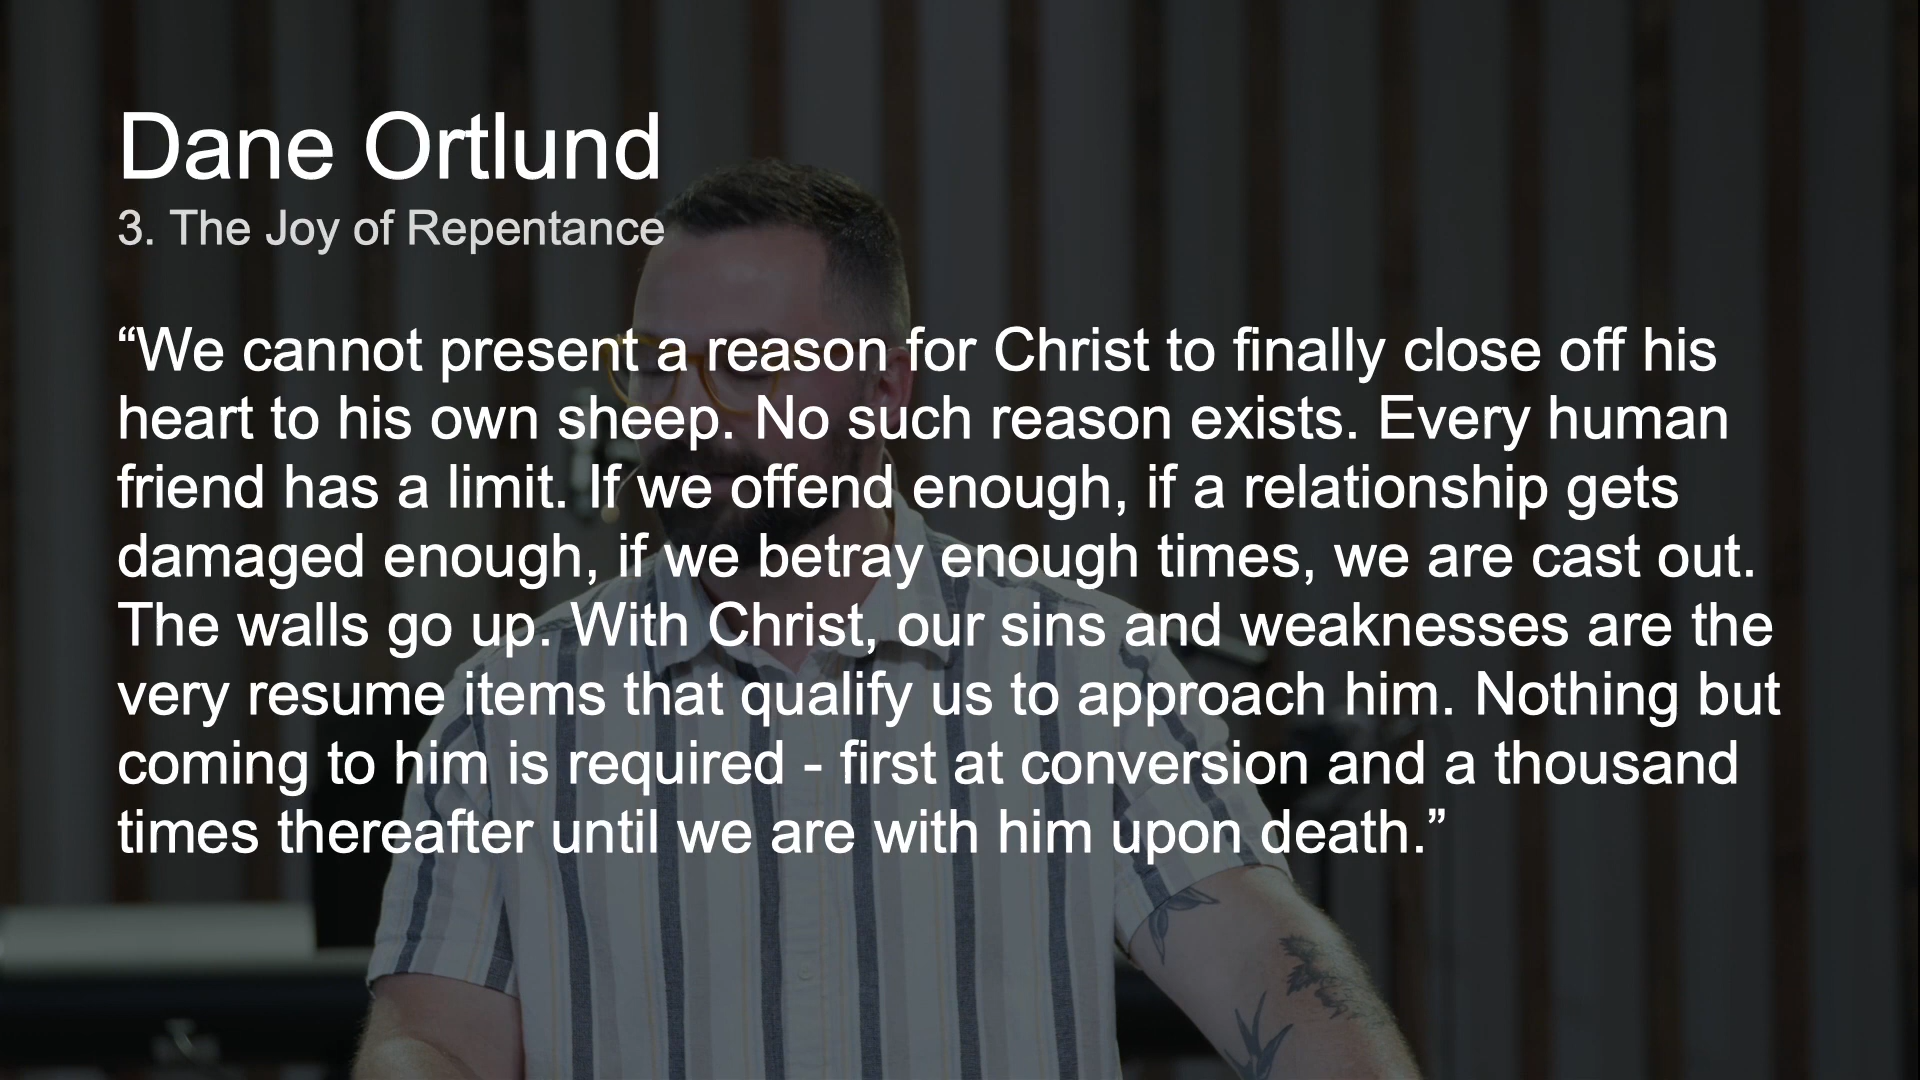 Dane Ortlund
3. The Joy of Repentance
“We cannot present a reason for Christ to finally close off his
heart to his own sheep. No such reason exists. Every human
friend has a limit. If we offend enough, if a relationship gets
damaged enough, if we betray enough times, we are cast out.
The walls go up. With Christ, our sins and weaknesses are the
very resume items that qualify us to approach him. Nothing but
coming to him is required - first at conversion and a thousand
times thereafter until we are with him upon death.”